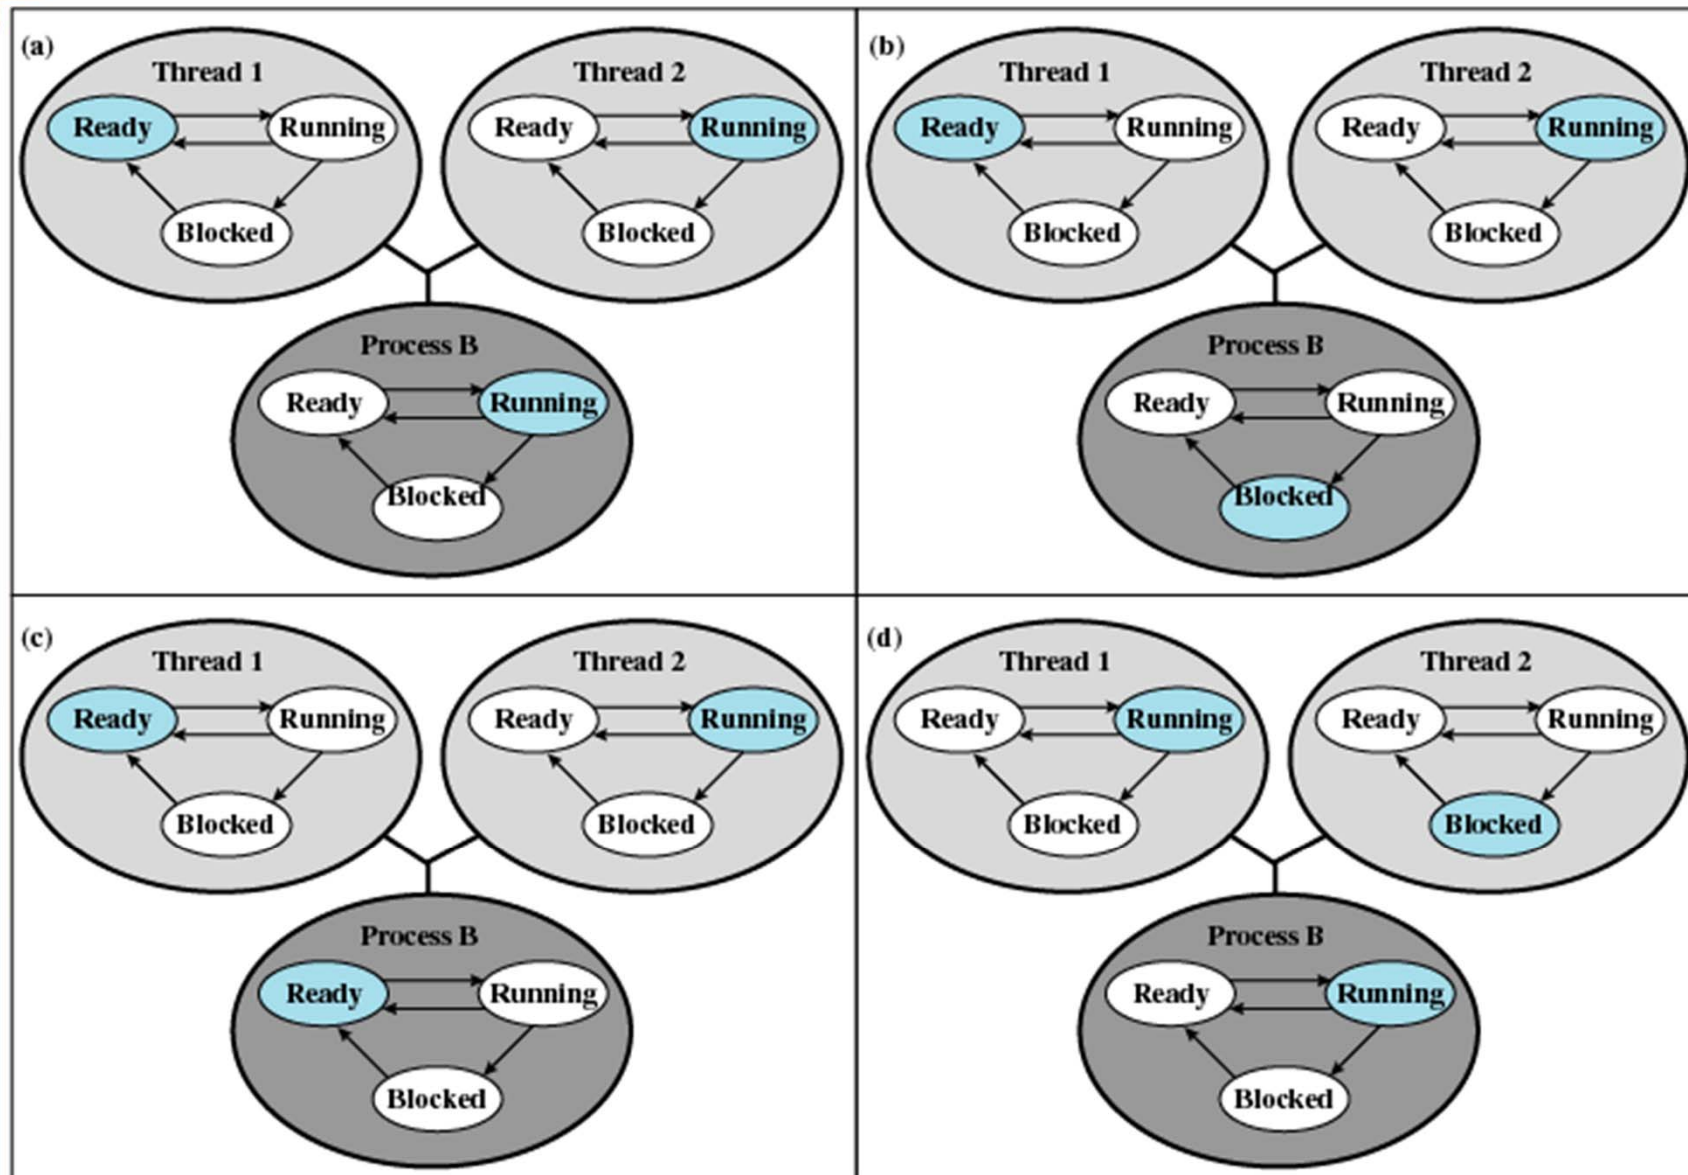 (a)
Thread 1
Ready
Running
Blocked
Thread 2
Ready
Running
Blocked
Process B
Ready
Running
Blocked
(b)
Thread 1
Ready
Running
Blocked
Thread 2
Ready
Running
Blocked
Process B
Ready
Running
Blocked
(c)
Thread 1
Ready
Running
Blocked
Thread 2
Ready
Running
Blocked
Process B
Ready
Running
Blocked
(d)
Thread 1
Ready
Running
Blocked
Thread 2
Ready
Running
Blocked
Process B
Ready
Running
Blocked